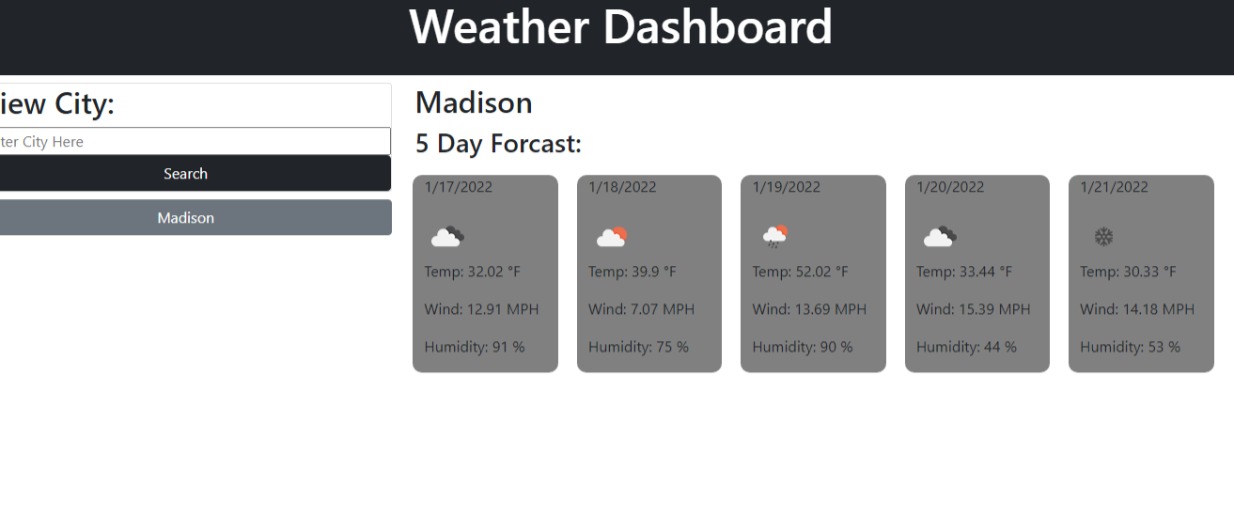 Weather Dashboard
iew City:
ter City Here
Search
Madison
Madison
5 Day Forcast:
1/17/2022
Temp: 32.02 °F
Wind: 12.91 MPH
Humidity: 91 %
1/18/2022
Temp: 39.9 °F
Wind: 7.07 MPH
Humidity: 75 %
1/19/2022
Temp: 52.02 °F
Wind: 13.69 MPH
Humidity: 90 %
1/20/2022
Temp: 33.44 °F
Wind: 15.39 MPH
Humidity: 44 %
1/21/2022
Temp: 30.33 °F
Wind: 14.18 MPH
Humidity: 53 %